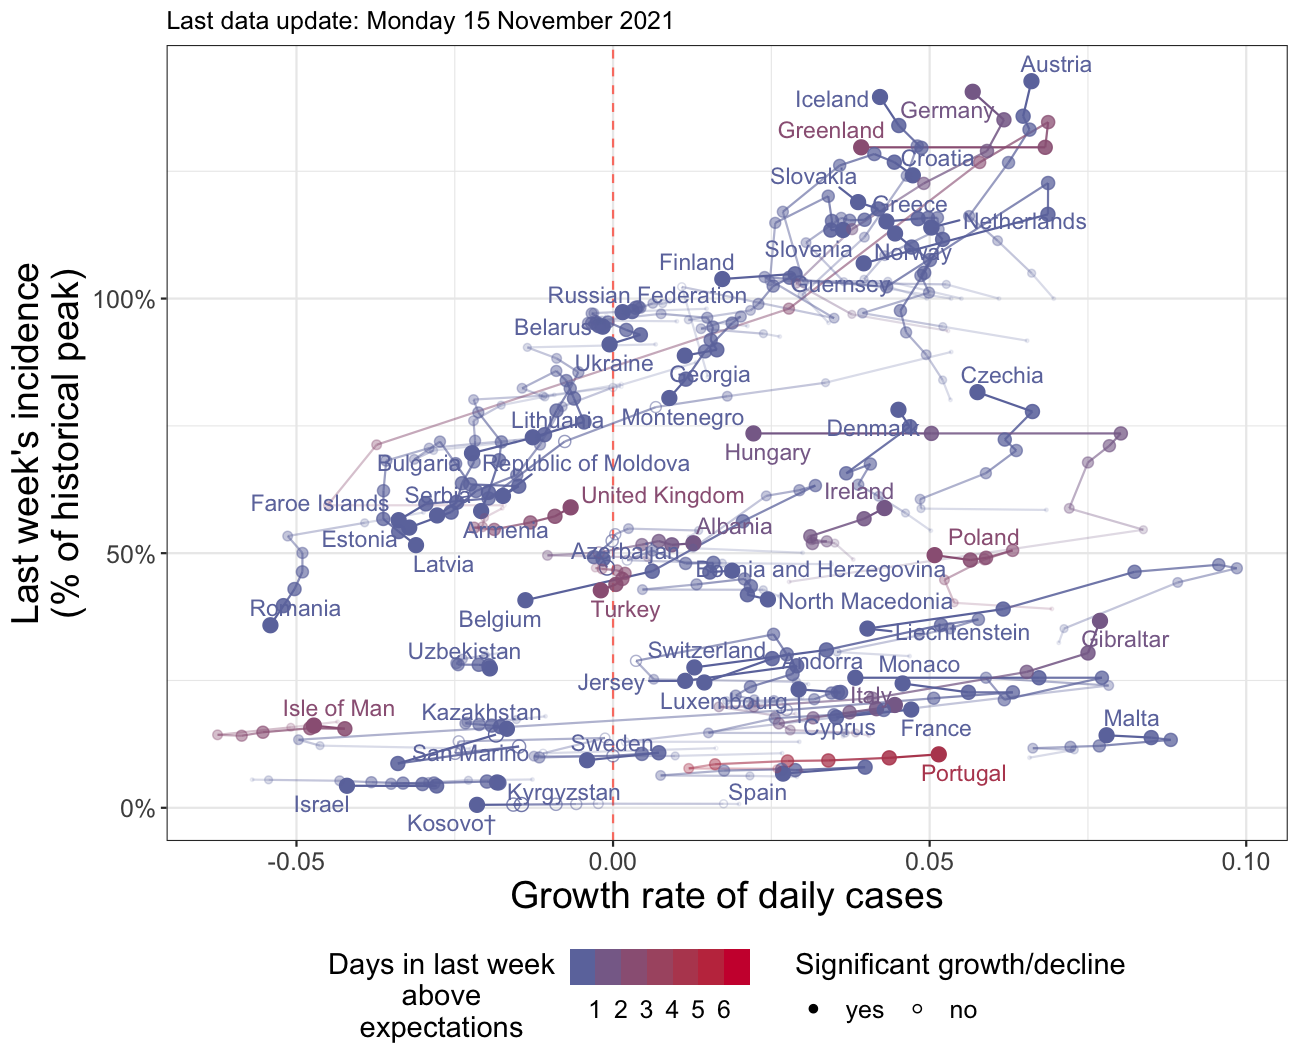 Last data update: Monday 15 November 2021
Last week's incidence
(% of historical peak)
100%
50%
0%
Austria
Iceland
Germany
Greenland
Croatia
Slovakia
Greece
Netherlands
Slovenia
Norway
Finland
Guernsey
Russian Federation
Belarus
Ukraine
Georgia
Czechia
Lithuania
Montenegro
Denmark
Hungary
Bulgaria
Republic of Moldova
Faroe Islands
Serbia
United Kingdom
Ireland
Estonia
Armenia
Albania
Poland
Latvia
Azerbaijan
Bosnia and Herzegovina
Romania
Belgium
Turkey
North Macedonia
Liechtenstein
Gibraltar
Uzbekistan
Switzerland
Andorra
Monaco
Jersey
Luxembourg
Italy
Isle of Man
Kazakhstan
Cyprus
France
Malta
San Marino
Sweden
Portugal
Israel
Kyrgyzstan
Spain
Kosovo†
-0.05
0.00
0.05
0.10
Growth rate of daily cases
Days in last week
above
expectations
1 2 3 4 5 6
Significant growth/decline
yes
no